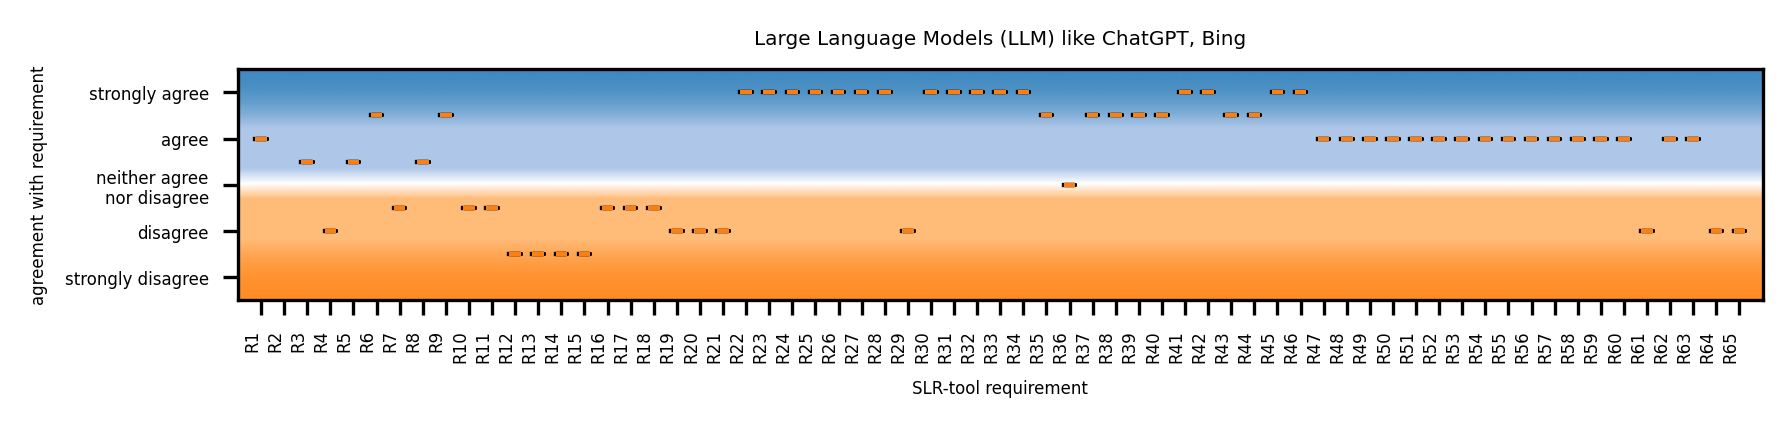 Large Language Models (LLM) like ChatGPT, Bing
agreement with requirement
strongly agree
agree
neither agree
nor disagree
disagree
strongly disagree
R1 R2 R3 R4 R5 R6 R7 R8 R9 R10 R11 R12 R13 R14 R15 R16 R17 R18 R19 R20 R21 R22 R23 R24 R25 R26 R27 R28 R29 R30 R31 R32 R33 R34 R35 R36 R37 R38 R39 R40 R41 R42 R43 R44 R45 R46 R47 R48 R49 R50 R51 R52 R53 R54 R55 R56 R57 R58 R59 R60 R61 R62 R63 R64 R65
SLR-tool requirement